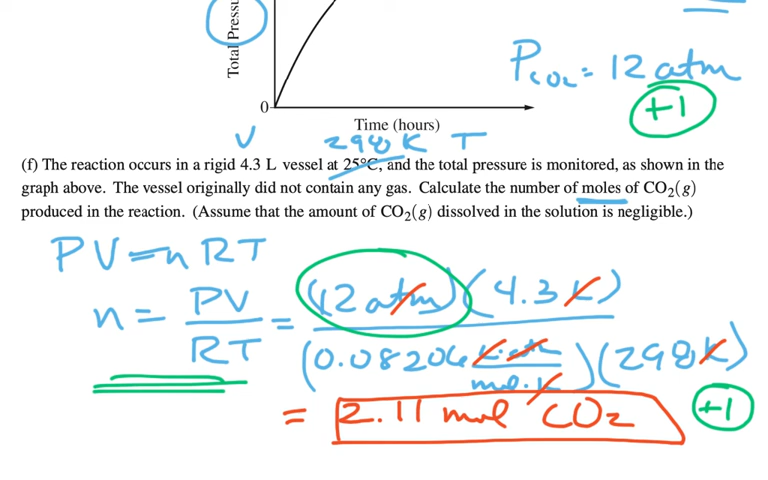 Total Pressu
0
Time (hours)
P_CO₂ = 12 atm
+1
V 298 K T
(f) The reaction occurs in a rigid 4.3 L vessel at 25°C, and the total pressure is monitored, as shown in the
graph above. The vessel originally did not contain any gas. Calculate the number of moles of CO₂(g)
produced in the reaction. (Assume that the amount of CO₂(g) dissolved in the solution is negligible.)
PV = nRT
n = PV/RT = (12 atm)(4.3 L) / (0.08206 L·atm/mol·K)(298 K)
= 2.11 mol CO₂ +1